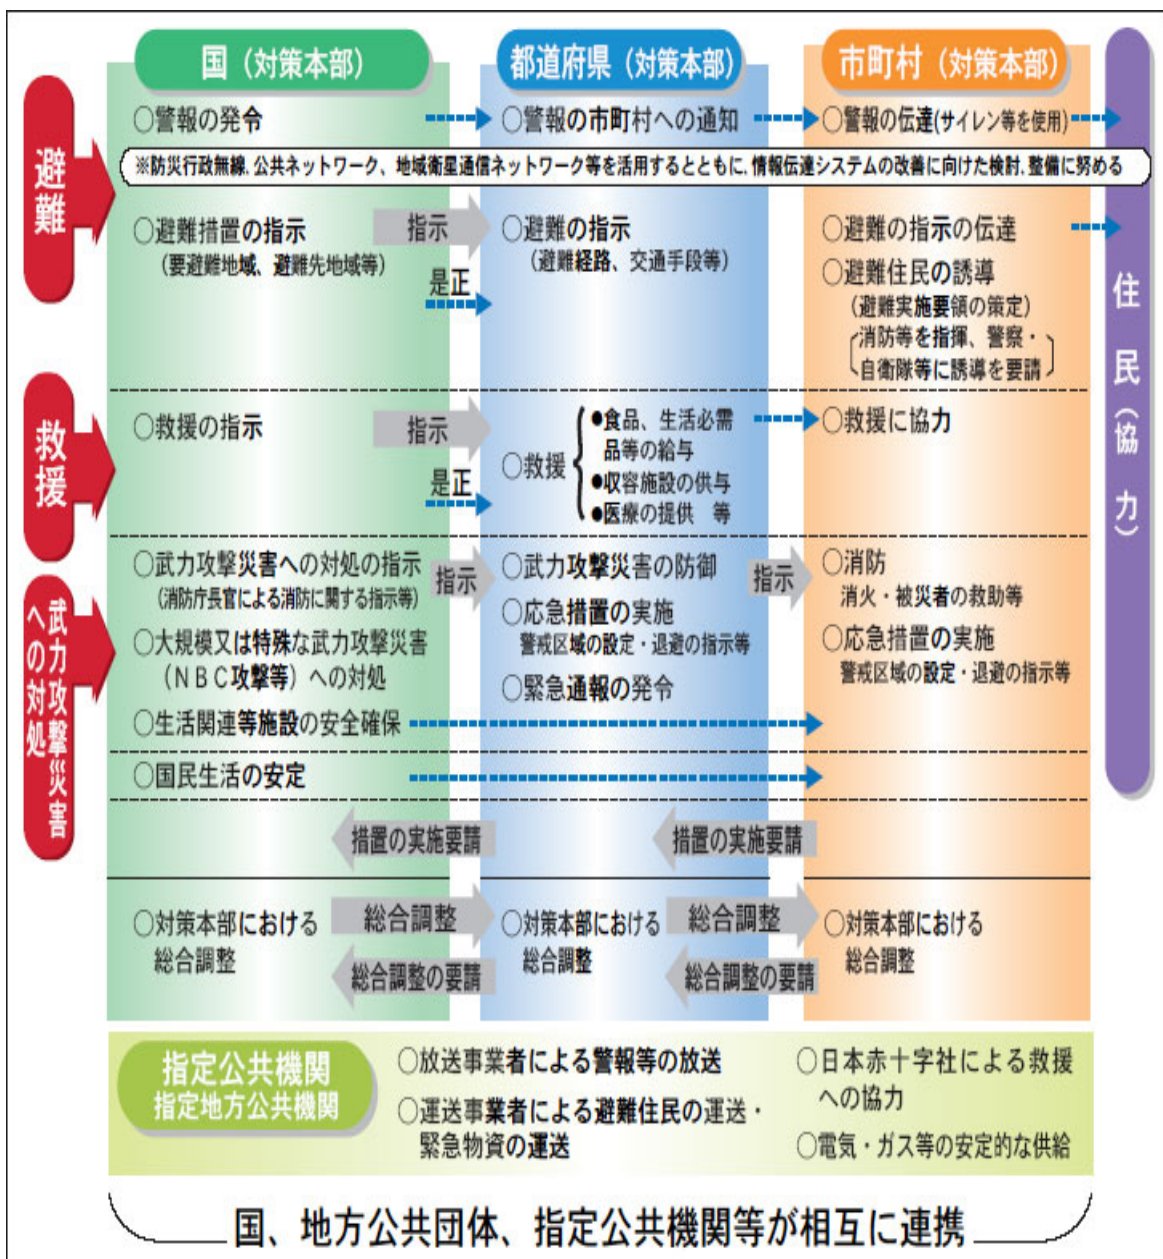 国（対策本部）
都道府県（対策本部）
市町村（対策本部）
避難
○警報の発令
○警報の市町村への通知
○警報の伝達(サイレン等を使用)
※防災行政無線、公共ネットワーク、地域衛星通信ネットワーク等を活用するとともに、情報伝達システムの改善に向けた検討、整備に努める
○避難措置の指示
（要避難地域、避難先地域等）
指示
是正
○避難の指示
（避難経路、交通手段等）
○避難の指示の伝達
○避難住民の誘導
（避難実施要領の策定）
消防等を指揮、警察・
自衛隊等に誘導を要請
住民（協力）
救援
○救援の指示
指示
是正
○救援
●食品、生活必需
品等の給与
●収容施設の供与
●医療の提供　等
○救援に協力
武力攻撃災害
への対処
○武力攻撃災害への対処の指示
（消防庁長官による消防に関する指示等）
○大規模又は特殊な武力攻撃災害
（ＮＢＣ攻撃等）への対処
○生活関連等施設の安全確保
指示
○武力攻撃災害の防御
○応急措置の実施
警戒区域の設定・退避の指示等
○緊急通報の発令
指示
○消防
消火・被災者の救助等
○応急措置の実施
警戒区域の設定・退避の指示等
○国民生活の安定
措置の実施要請
措置の実施要請
○対策本部における
総合調整
総合調整
総合調整の要請
○対策本部における
総合調整
総合調整
総合調整の要請
○対策本部における
総合調整
指定公共機関
指定地方公共機関
○放送事業者による警報等の放送
○運送事業者による避難住民の運送・
緊急物資の運送
○日本赤十字社による救援
への協力
○電気・ガス等の安定的な供給
国、地方公共団体、指定公共機関等が相互に連携